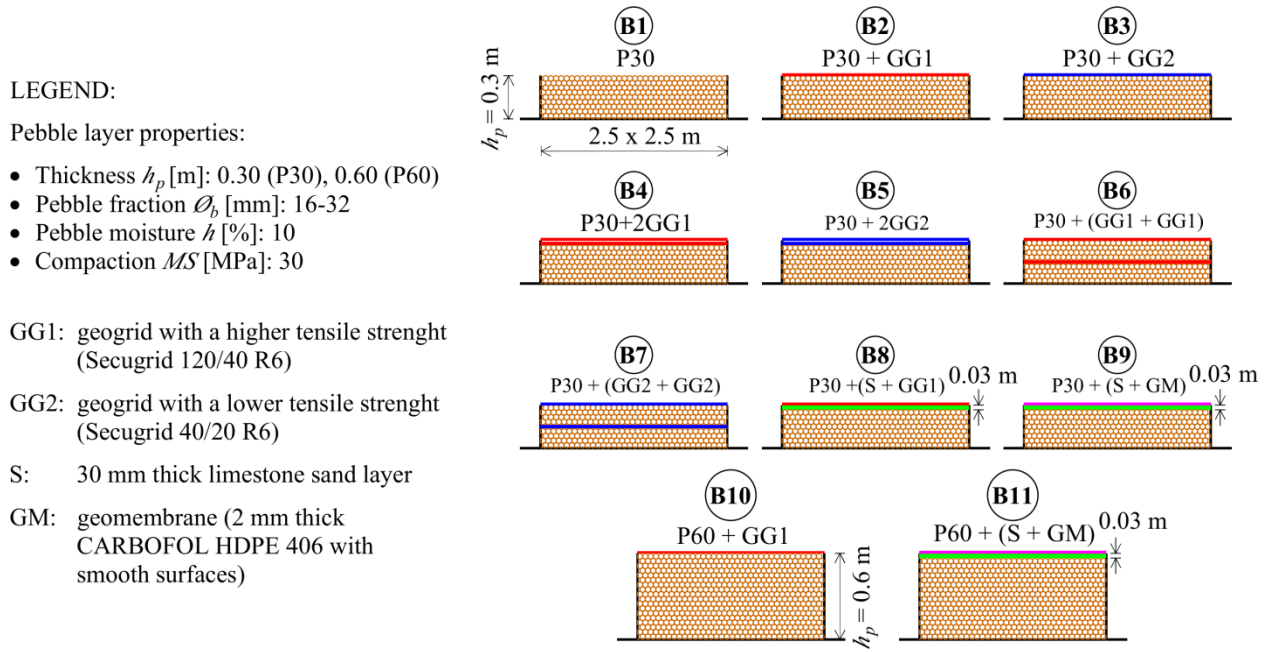 LEGEND:
Pebble layer properties:
• Thickness hp [m]: 0.30 (P30), 0.60 (P60)
• Pebble fraction Øb [mm]: 16-32
• Pebble moisture h [%]: 10
• Compaction MS [MPa]: 30
GG1: geogrid with a higher tensile strenght
(Secugrid 120/40 R6)
GG2: geogrid with a lower tensile strenght
(Secugrid 40/20 R6)
S: 30 mm thick limestone sand layer
GM: geomembrane (2 mm thick
CARBOFOL HDPE 406 with
smooth surfaces)
B1
P30
hp = 0.3 m
2.5 x 2.5 m
B2
P30 + GG1
B3
P30 + GG2
B4
P30+2GG1
B5
P30 + 2GG2
B6
P30 + (GG1 + GG1)
B7
P30 + (GG2 + GG2)
B8
P30 +(S + GG1)
0.03 m
B9
P30 + (S + GM)
0.03 m
B10
P60 + GG1
hp = 0.6 m
B11
P60 + (S + GM)
0.03 m